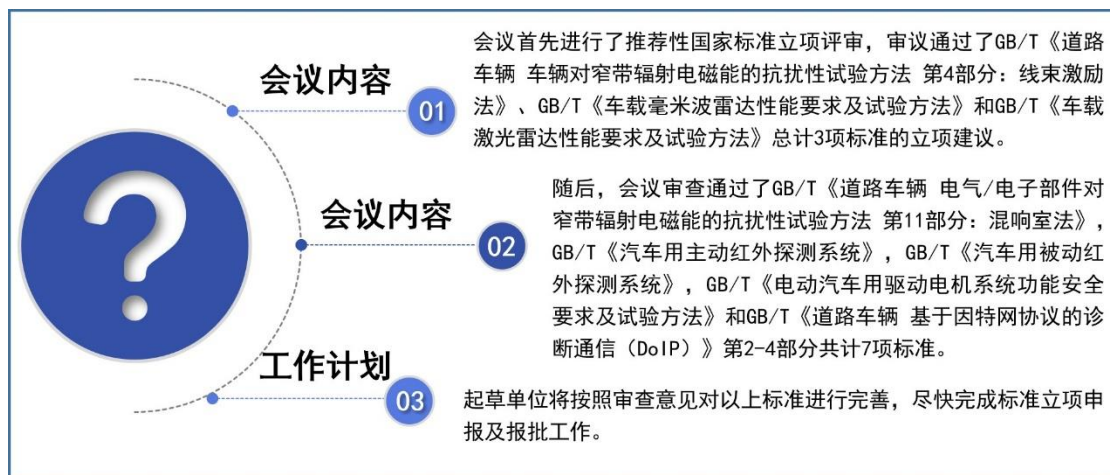 ?
会议内容
01
会议首先进行了推荐性国家标准立项评审，审议通过了GB/T《道路
车辆 车辆对窄带辐射电磁能的抗扰性试验方法 第4部分：线束激励
法》、GB/T《车载毫米波雷达性能要求及试验方法》和GB/T《车载
激光雷达性能要求及试验方法》总计3项标准的立项建议。
会议内容
02
随后，会议审查通过了GB/T《道路车辆 电气/电子部件对
窄带辐射电磁能的抗扰性试验方法 第11部分：混响室法》，
GB/T《汽车用主动红外探测系统》，GB/T《汽车用被动红
外探测系统》，GB/T《电动汽车用驱动电机系统功能安全
要求及试验方法》和GB/T《道路车辆 基于因特网协议的诊
断通信（DoIP）》第2-4部分共计7项标准。
工作计划
03
起草单位将按照审查意见对以上标准进行完善，尽快完成标准立项申
报及报批工作。